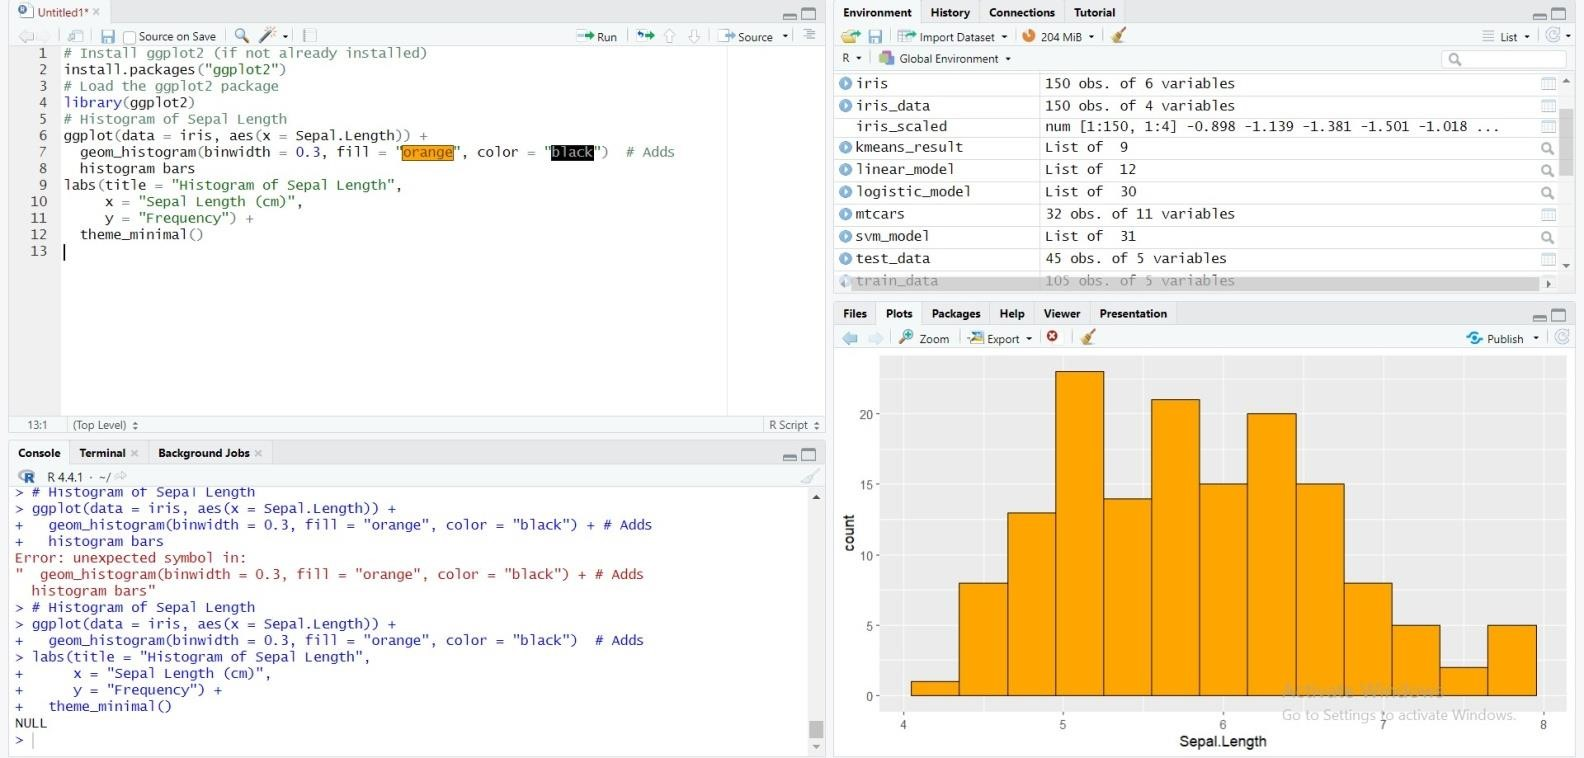 Untitled1*
Source on Save
Run
Source
1 # Install ggplot2 (if not already installed)
2 install.packages("ggplot2")
3 # Load the ggplot2 package
4 library(ggplot2)
5 # Histogram of Sepal Length
6 ggplot(data = iris, aes(x = Sepal.Length)) +
7 geom_histogram(binwidth = 0.3, fill = "orange", color = "black") # Adds
8 histogram bars
9 labs(title = "Histogram of Sepal Length",
10 x = "Sepal Length (cm)",
11 y = "Frequency") +
12 theme_minimal()
13
13:1 (Top Level) R Script
Console Terminal Background Jobs
R 4.4.1 · ~/
> # Histogram of Sepal Length
> ggplot(data = iris, aes(x = Sepal.Length)) +
+ geom_histogram(binwidth = 0.3, fill = "orange", color = "black") + # Adds
+ histogram bars
Error: unexpected symbol in:
" geom_histogram(binwidth = 0.3, fill = "orange", color = "black") + # Adds
histogram bars"
> # Histogram of Sepal Length
> ggplot(data = iris, aes(x = Sepal.Length)) +
+ geom_histogram(binwidth = 0.3, fill = "orange", color = "black") # Adds
> labs(title = "Histogram of Sepal Length",
+ x = "Sepal Length (cm)",
+ y = "Frequency") +
+ theme_minimal()
NULL
>
Environment History Connections Tutorial
Import Dataset 204 MiB List
R Global Environment
iris 150 obs. of 6 variables
iris_data 150 obs. of 4 variables
iris_scaled num [1:150, 1:4] -0.898 -1.139 -1.381 -1.501 -1.018 ...
kmeans_result List of 9
linear_model List of 12
logistic_model List of 30
mtcars 32 obs. of 11 variables
svm_model List of 31
test_data 45 obs. of 5 variables
train_data 105 obs. of 5 variables
Files Plots Packages Help Viewer Presentation
Zoom Export Publish
20
15
10
5
0
count
4 5 6 7 8
Sepal.Length
Activate Windows
Go to Settings to activate Windows.